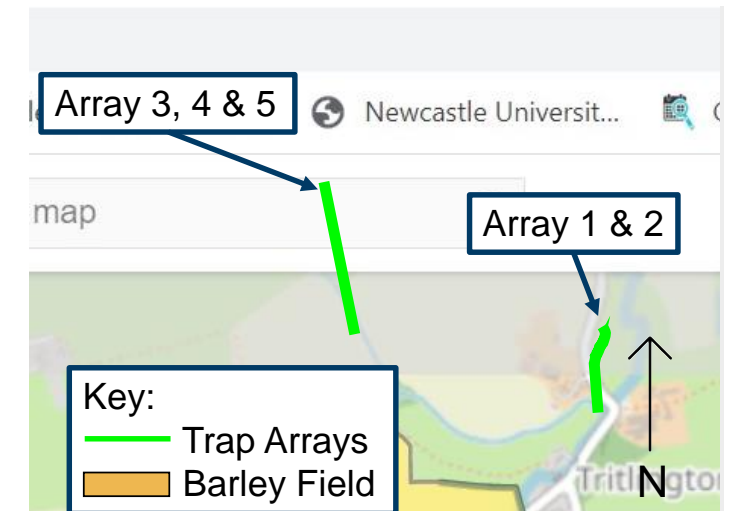 Array 3, 4 & 5
Newcastle Universit...
map
Array 1 & 2
Key:
Trap Arrays
Barley Field
N